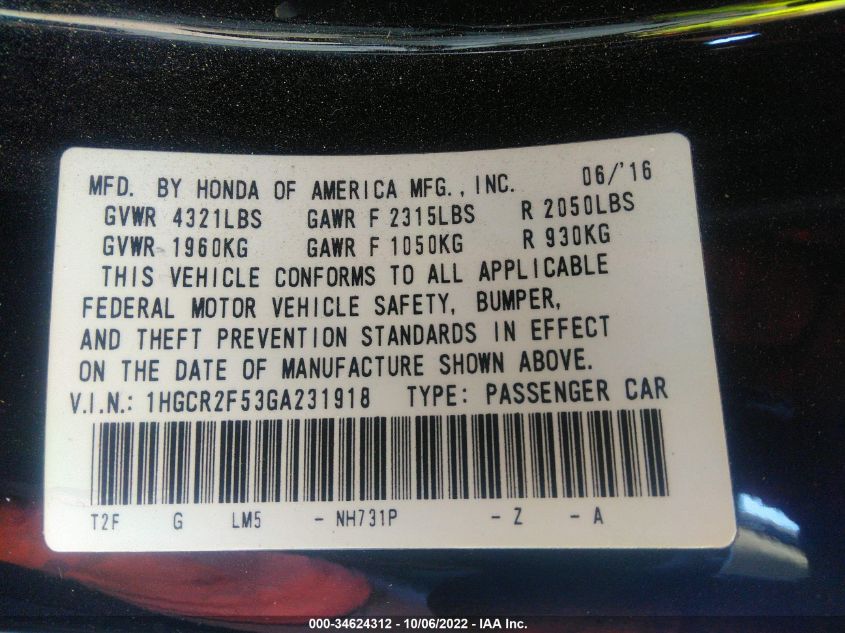 MFD. BY HONDA OF AMERICA MFG., INC. 06/'16
GVWR 4321LBS GAWR F 2315LBS R 2050LBS
GVWR 1960KG GAWR F 1050KG R 930KG
THIS VEHICLE CONFORMS TO ALL APPLICABLE
FEDERAL MOTOR VEHICLE SAFETY, BUMPER,
AND THEFT PREVENTION STANDARDS IN EFFECT
ON THE DATE OF MANUFACTURE SHOWN ABOVE.
V.I.N.: 1HGCR2F53GA231918 TYPE: PASSENGER CAR
T2F G LM5 - NH731P - Z - A
000-34624312 - 10/06/2022 - IAA Inc.